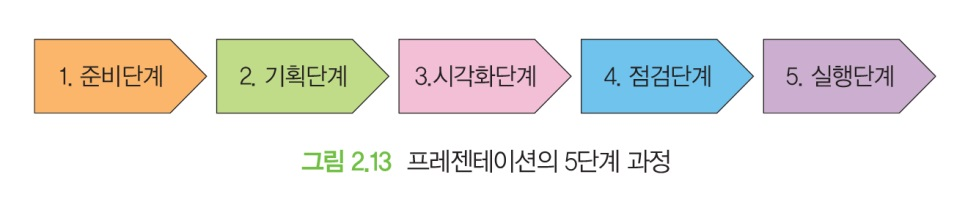 1. 준비단계
2. 기획단계
3.시각화단계
4. 점검단계
5. 실행단계
그림 2.13 프레젠테이션의 5단계 과정